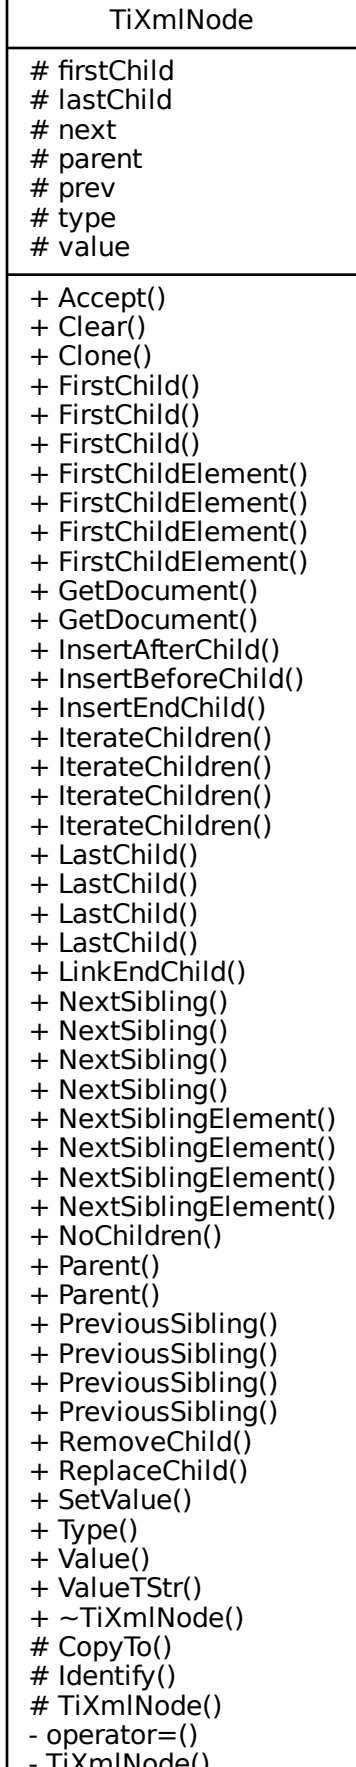 TiXmlNode
# firstChild
# lastChild
# next
# parent
# prev
# type
# value
+ Accept()
+ Clear()
+ Clone()
+ FirstChild()
+ FirstChild()
+ FirstChild()
+ FirstChildElement()
+ FirstChildElement()
+ FirstChildElement()
+ FirstChildElement()
+ GetDocument()
+ GetDocument()
+ InsertAfterChild()
+ InsertBeforeChild()
+ InsertEndChild()
+ IterateChildren()
+ IterateChildren()
+ IterateChildren()
+ IterateChildren()
+ LastChild()
+ LastChild()
+ LastChild()
+ LastChild()
+ LinkEndChild()
+ NextSibling()
+ NextSibling()
+ NextSibling()
+ NextSibling()
+ NextSiblingElement()
+ NextSiblingElement()
+ NextSiblingElement()
+ NextSiblingElement()
+ NoChildren()
+ Parent()
+ Parent()
+ PreviousSibling()
+ PreviousSibling()
+ PreviousSibling()
+ PreviousSibling()
+ RemoveChild()
+ ReplaceChild()
+ SetValue()
+ Type()
+ Value()
+ ValueTStr()
+ ~TiXmlNode()
# CopyTo()
# Identify()
# TiXmlNode()
- operator=()
- TiXmlNode()